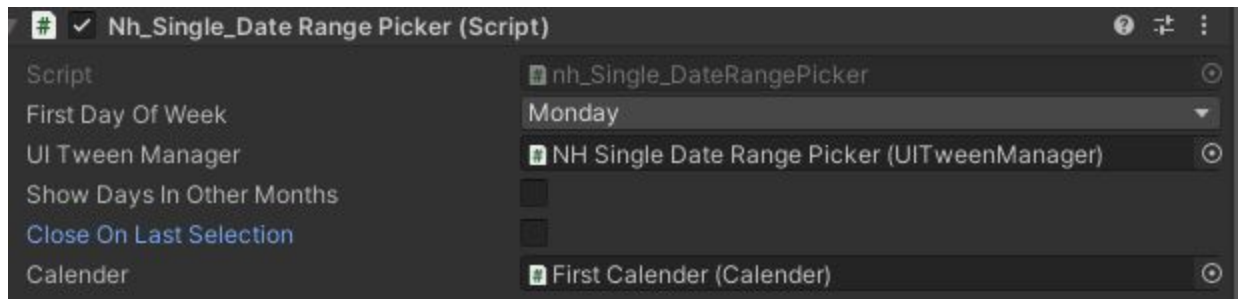 Nh_Single_Date Range Picker (Script)
Script nh_Single_DateRangePicker
First Day Of Week Monday
UI Tween Manager NH Single Date Range Picker (UITweenManager)
Show Days In Other Months
Close On Last Selection
Calender First Calender (Calender)